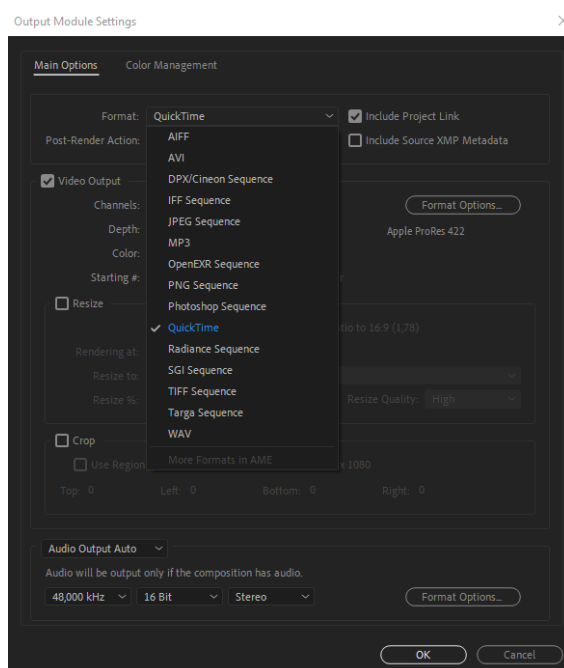 Output Module Settings
Main Options Color Management
Format: QuickTime Include Project Link
Post-Render Action: Include Source XMP Metadata
AIFF
AVI
DPX/Cineon Sequence
IFF Sequence
JPEG Sequence
MP3
OpenEXR Sequence
PNG Sequence
Photoshop Sequence
QuickTime
Radiance Sequence
SGI Sequence
TIFF Sequence
Targa Sequence
WAV
More Formats in AME
Video Output
Channels: Format Options...
Depth: Apple ProRes 422
Color:
Starting #:
Resize
tio to 16:9 (1,78)
Rendering at:
Resize to:
Resize %: Resize Quality: High
Crop
Use Region x 1080
Top: 0 Left: 0 Bottom: 0 Right: 0
Audio Output Auto
Audio will be output only if the composition has audio.
48,000 kHz 16 Bit Stereo Format Options...
OK Cancel